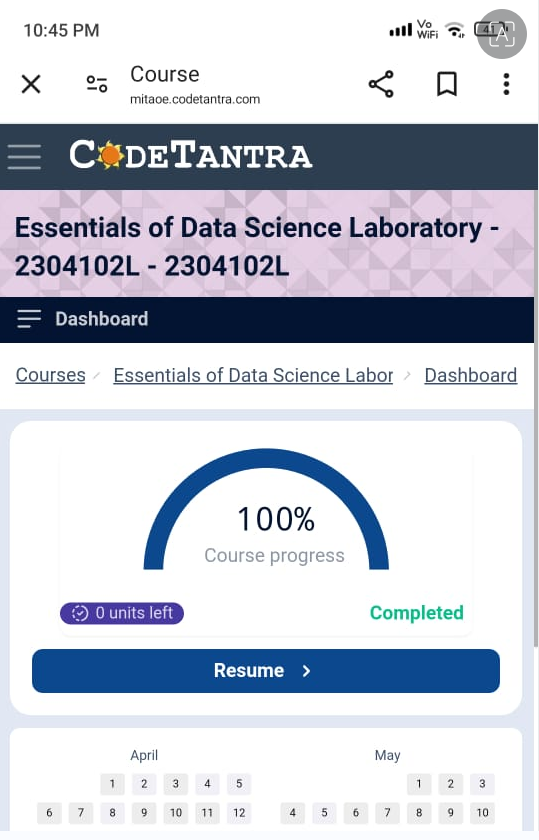 10:45 PM
Vo
WiFi
41
A
Course
mitaoe.codetantra.com
CODETANTRA
Essentials of Data Science Laboratory -
2304102L - 2304102L
Dashboard
Courses
Essentials of Data Science Labor
Dashboard
100%
Course progress
0 units left
Completed
Resume
April
May
1 2 3 4 5
1 2 3
6 7 8 9 10 11 12
4 5 6 7 8 9 10